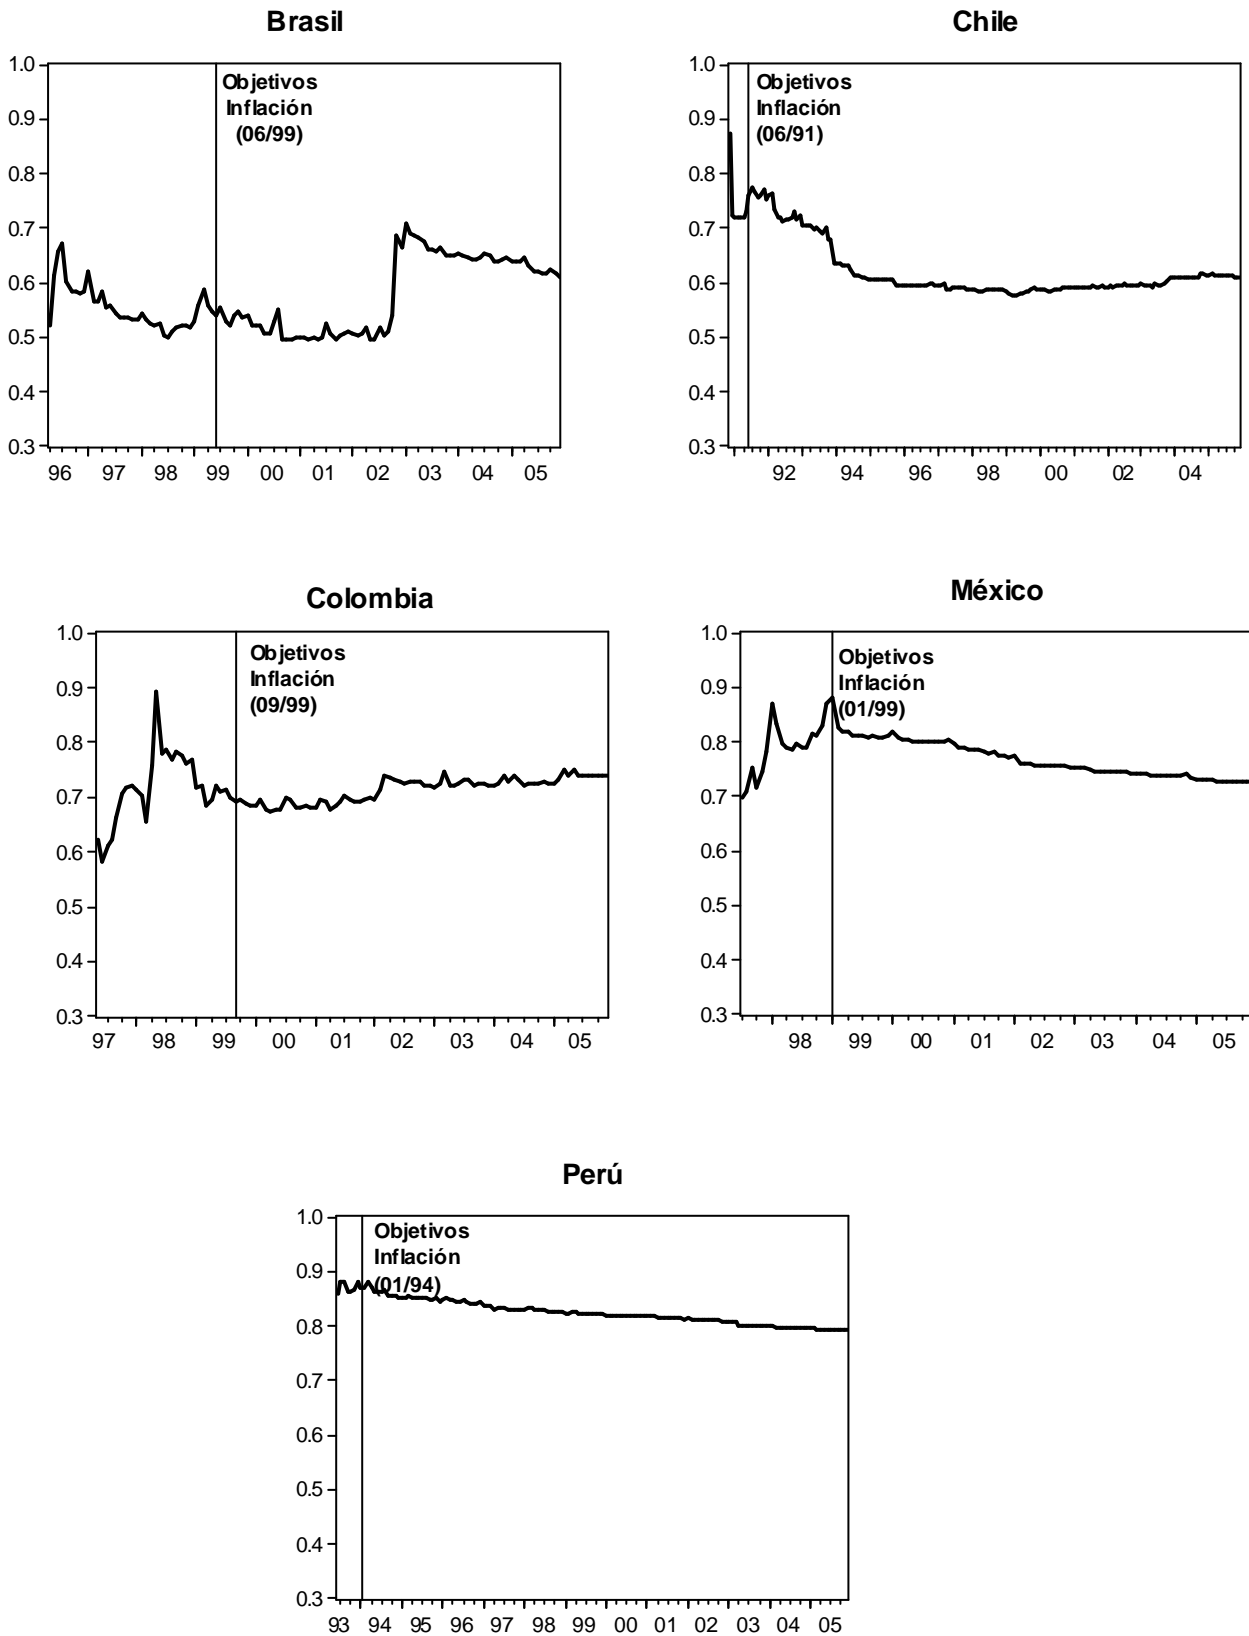 Brasil
1.0
0.9
0.8
0.7
0.6
0.5
0.4
0.3
Objetivos
Inflación
(06/99)
96 97 98 99 00 01 02 03 04 05
Chile
1.0
0.9
0.8
0.7
0.6
0.5
0.4
0.3
Objetivos
Inflación
(06/91)
92 94 96 98 00 02 04
Colombia
1.0
0.9
0.8
0.7
0.6
0.5
0.4
0.3
Objetivos
Inflación
(09/99)
97 98 99 00 01 02 03 04 05
México
1.0
0.9
0.8
0.7
0.6
0.5
0.4
0.3
Objetivos
Inflación
(01/99)
98 99 00 01 02 03 04 05
Perú
1.0
0.9
0.8
0.7
0.6
0.5
0.4
0.3
Objetivos
Inflación
(01/94)
93 94 95 96 97 98 99 00 01 02 03 04 05